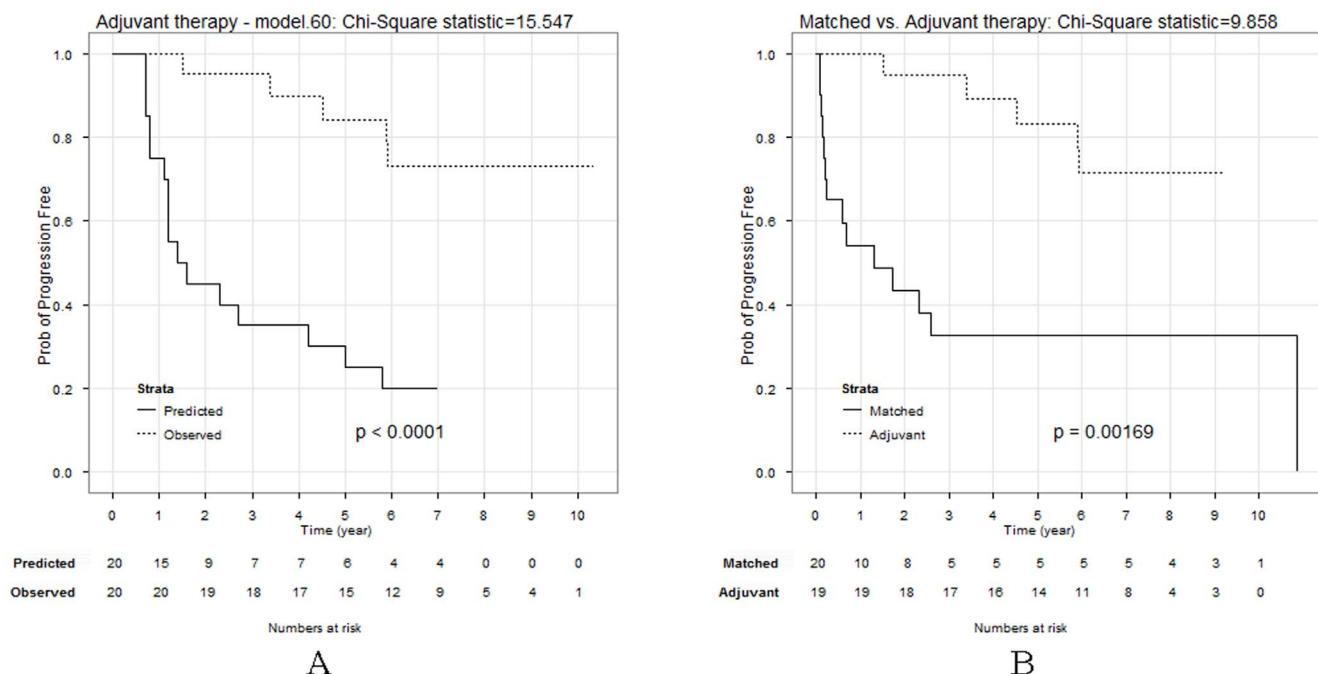 Adjuvant therapy - model.60: Chi-Square statistic=15.547
Prob of Progression Free
1.0
0.8
0.6
0.4
0.2
0.0
Strata
Predicted
Observed
p < 0.0001
0 1 2 3 4 5 6 7 8 9 10
Time (year)
Predicted 20 15 9 7 7 6 4 4 0 0 0
Observed 20 20 19 18 17 15 12 9 5 4 1
Numbers at risk
A
Matched vs. Adjuvant therapy: Chi-Square statistic=9.858
Prob of Progression Free
1.0
0.8
0.6
0.4
0.2
0.0
Strata
Matched
Adjuvant
p = 0.00169
0 1 2 3 4 5 6 7 8 9 10
Time (year)
Matched 20 10 8 5 5 5 5 5 4 3 1
Adjuvant 19 19 18 17 16 14 11 8 4 3 0
Numbers at risk
B